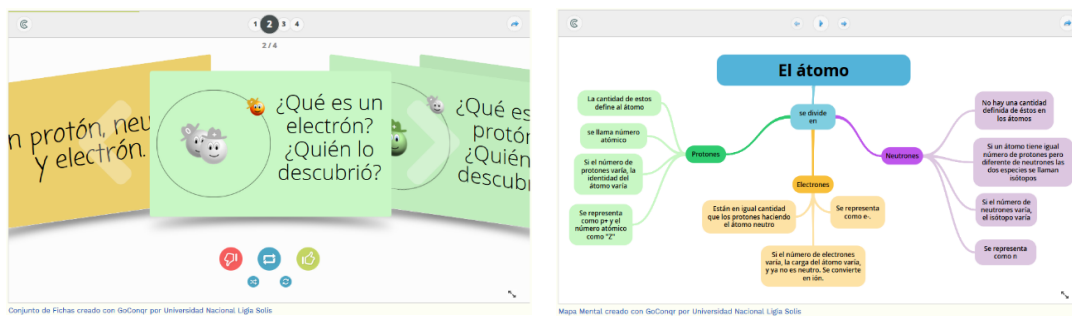 1 2 3 4
2 / 4
n protón, neu
y electrón.
¿Qué es un
electrón?
¿Quién lo
descubrió?
¿Qué es
protón
¿Quién
descubri
Conjunto de Fichas creado con GoConqr por Universidad Nacional Ligia Solís
El átomo
se divide
en
Protones
La cantidad de estos
define al átomo
se llama número
atómico
Si el número de
protones varía, la
identidad del
átomo varía
Se representa
como p+ y el
número atómico
como "Z"
Electrones
Están en igual cantidad
que los protones haciendo
el átomo neutro
Se representa
como e-.
Si el número de electrones
varía, la carga del átomo varía,
y ya no es neutro. Se convierte
en ión.
Neutrones
No hay una cantidad
definida de éstos en
los átomos
Si un átomo tiene igual
número de protones pero
diferente de neutrones las
dos especies se llaman
isótopos
Si el número de
neutrones varía,
el isótopo varía
Se representa
como n
Mapa Mental creado con GoConqr por Universidad Nacional Ligia Solís